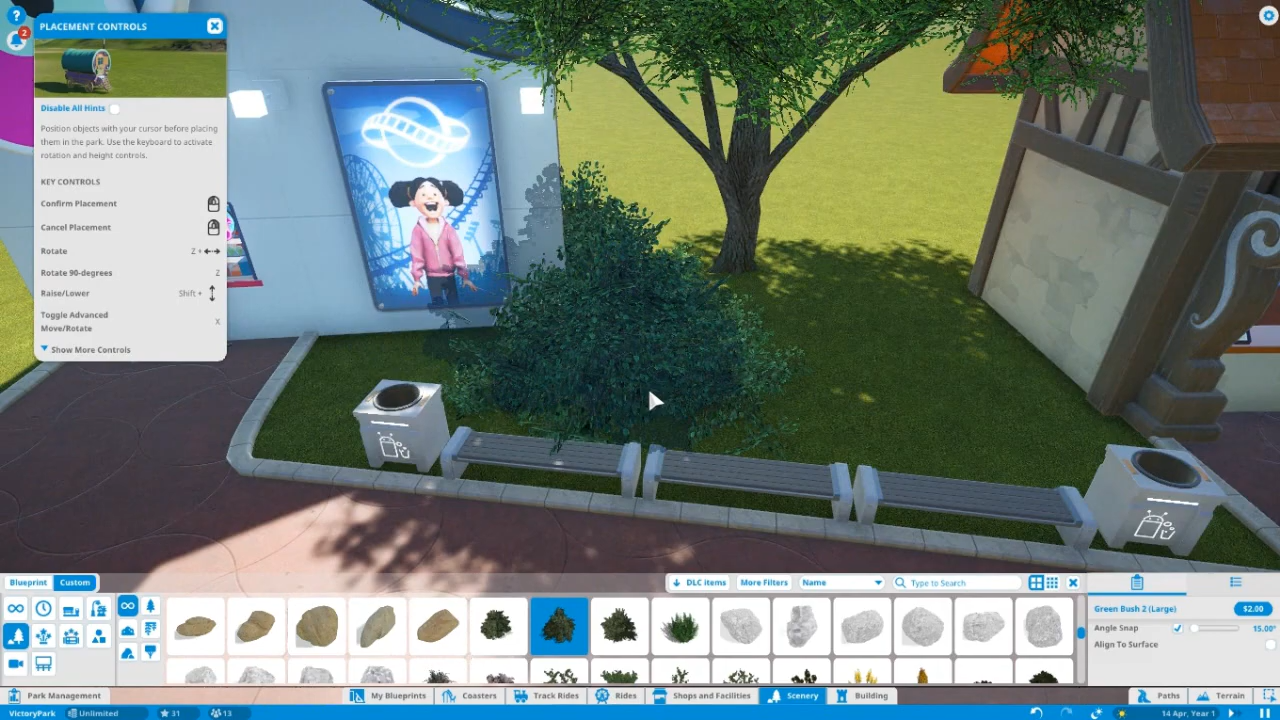 ?
2
PLACEMENT CONTROLS
Disable All Hints
Position objects with your cursor before placing
them in the park. Use the keyboard to activate
rotation and height controls.
KEY CONTROLS
Confirm Placement
Cancel Placement
Rotate Z +
Rotate 90-degrees Z
Raise/Lower Shift +
Toggle Advanced
Move/Rotate X
Show More Controls
Blueprint Custom DLC items More Filters Name Type to Search
Green Bush 2 (Large) $2.00
Angle Snap 15.00°
Align To Surface
Park Management My Blueprints Coasters Track Rides Rides Shops and Facilities Scenery Building Paths Terrain
VictoryPark Unlimited 31 13 14 Apr, Year 1